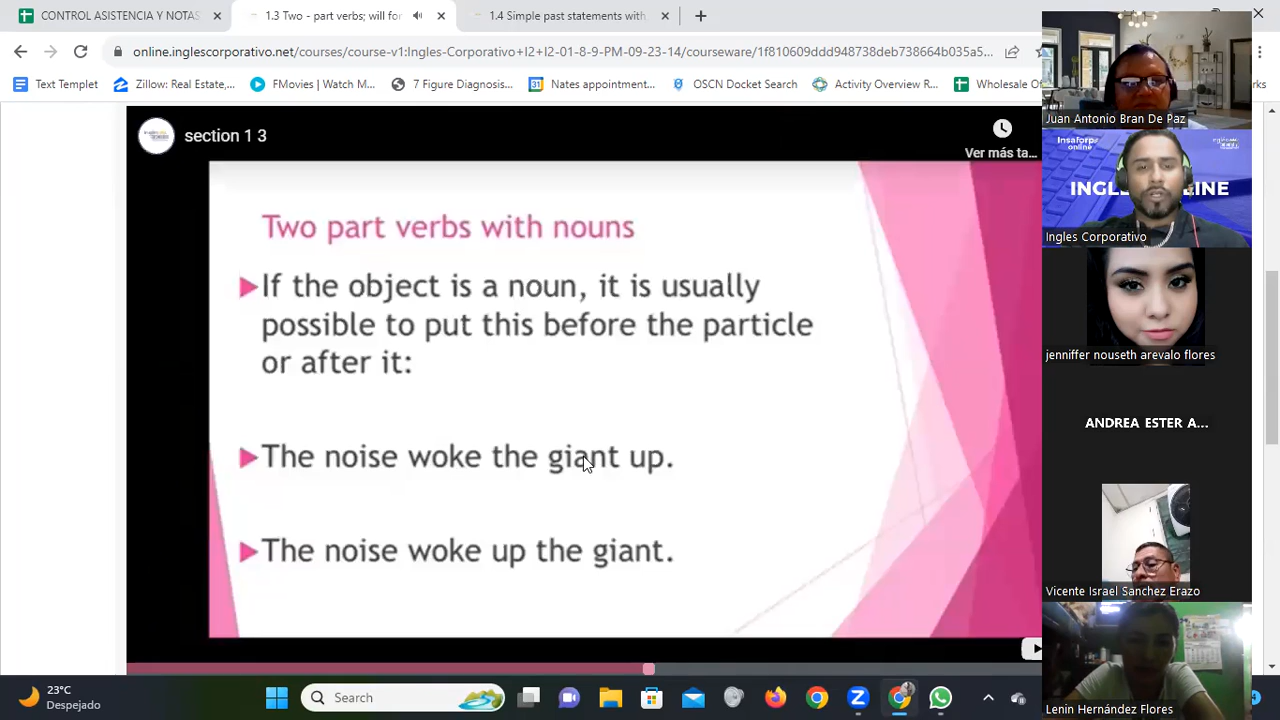 CONTROL ASISTENCIA Y NOTAS
1.3 Two - part verbs; will for
1.4 Simple past statements with
online.inglescorporativo.net/courses/course-v1:Ingles-Corporativo+I2+I2-01-8-9-PM-09-23-14/courseware/1f810609ddd948738deb738664b035a5...
Text Templet
Zillow: Real Estate,...
FMovies | Watch M...
7 Figure Dignosing...
Irlates appointment...
OSCN Docket Search
Activity Overview |...
Wholesale O
section 1 3
Ver más ta...
Two part verbs with nouns
If the object is a noun, it is usually
possible to put this before the particle
or after it:
The noise woke the giant up.
The noise woke up the giant.
Juan Antonio Bran De Paz
Insaforp
online
Ingles Corporativo
jenniffer nouseth arevalo flores
ANDREA ESTER A...
Vicente Israel Sanchez Erazo
Lenin Hernández Flores
23°C
Despejado
Search